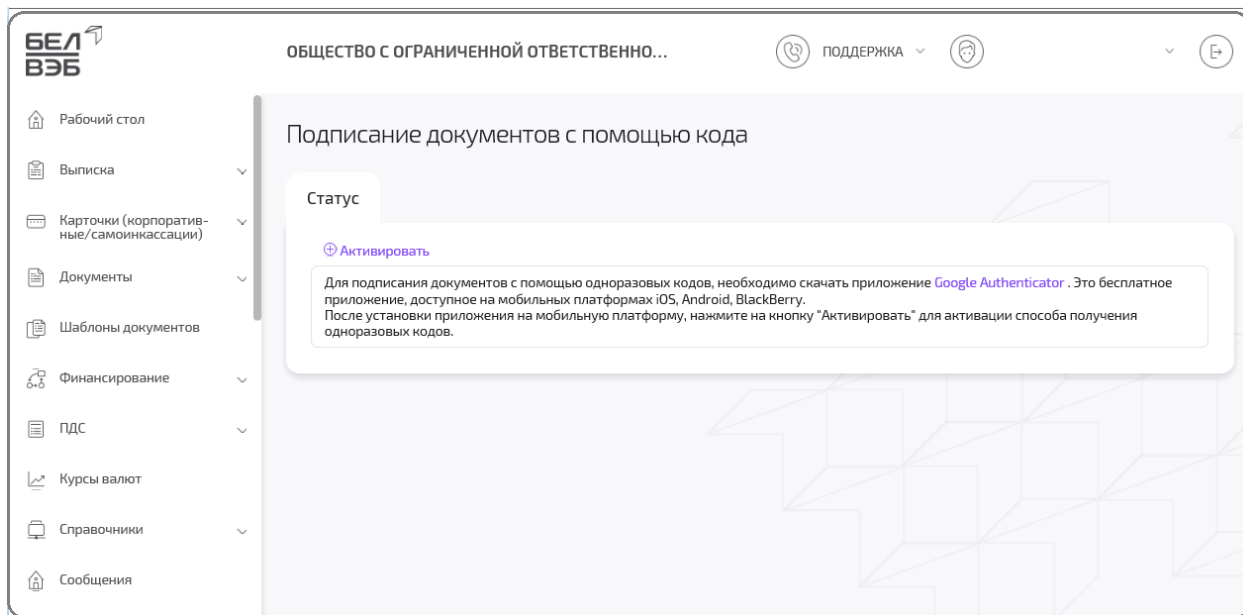 БЕЛ
ВЭБ
ОБЩЕСТВО С ОГРАНИЧЕННОЙ ОТВЕТСТВЕННО...
ПОДДЕРЖКА
Рабочий стол
Выписка
Карточки (корпоратив-
ные/самоинкассации)
Документы
Шаблоны документов
Финансирование
ПДС
Курсы валют
Справочники
Сообщения
Подписание документов с помощью кода
Статус
Активировать
Для подписания документов с помощью одноразовых кодов, необходимо скачать приложение Google Authenticator . Это бесплатное
приложение, доступное на мобильных платформах iOS, Android, BlackBerry.
После установки приложения на мобильную платформу, нажмите на кнопку "Активировать" для активации способа получения
одноразовых кодов.